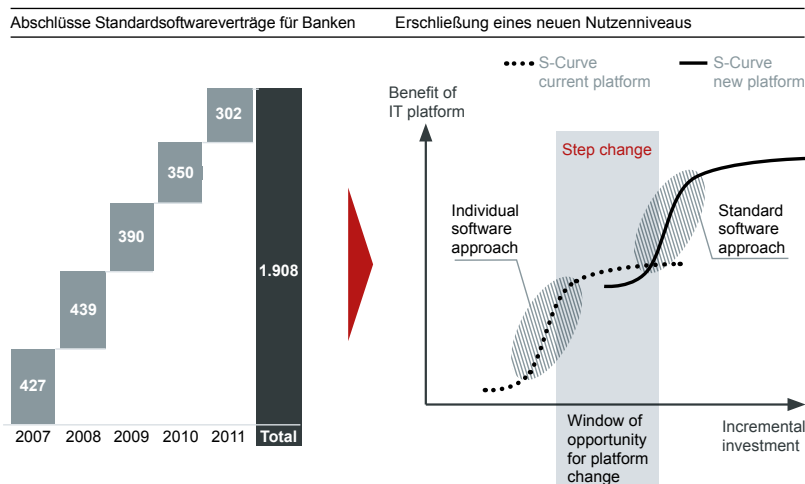 Abschlüsse Standardsoftwareverträge für Banken
302
350
390
439
427
1.908
2007 2008 2009 2010 2011 Total
Erschließung eines neuen Nutzenniveaus
S-Curve
current platform
S-Curve
new platform
Benefit of
IT platform
Step change
Individual
software
approach
Standard
software
approach
Window of
opportunity
for platform
change
Incremental
investment